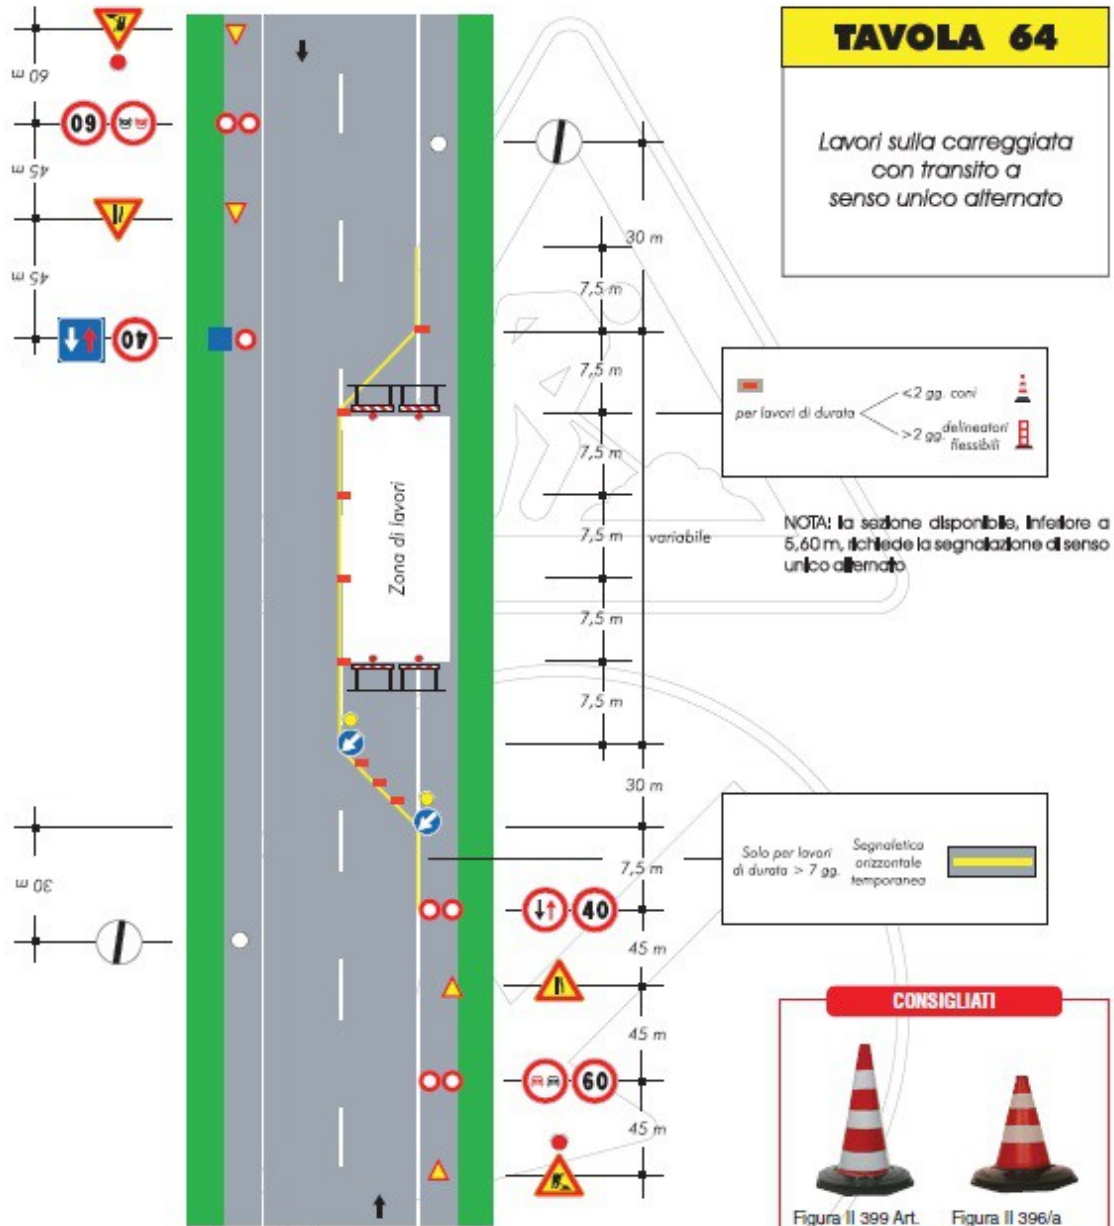 TAVOLA 64
Lavori sulla carreggiata
con transito a
senso unico alternato
60 m
60
45 m
45 m
40
30 m
7,5 m
7,5 m
7,5 m
7,5 m
variabile
7,5 m
7,5 m
30 m
7,5 m
40
45 m
45 m
60
45 m
Zona di lavori
30 m
per lavori di durata
<2 gg. coni
>2 gg. delineatori
flessibili
NOTA: la sezione disponibile, inferiore a
5,60 m, richiede la segnalazione di senso
unico alternato
Solo per lavori
di durata > 7 gg.
Segnaletica
orizzontale
temporanea
CONSIGLIATI
Figura II 399 Art.
Figura II 396/a